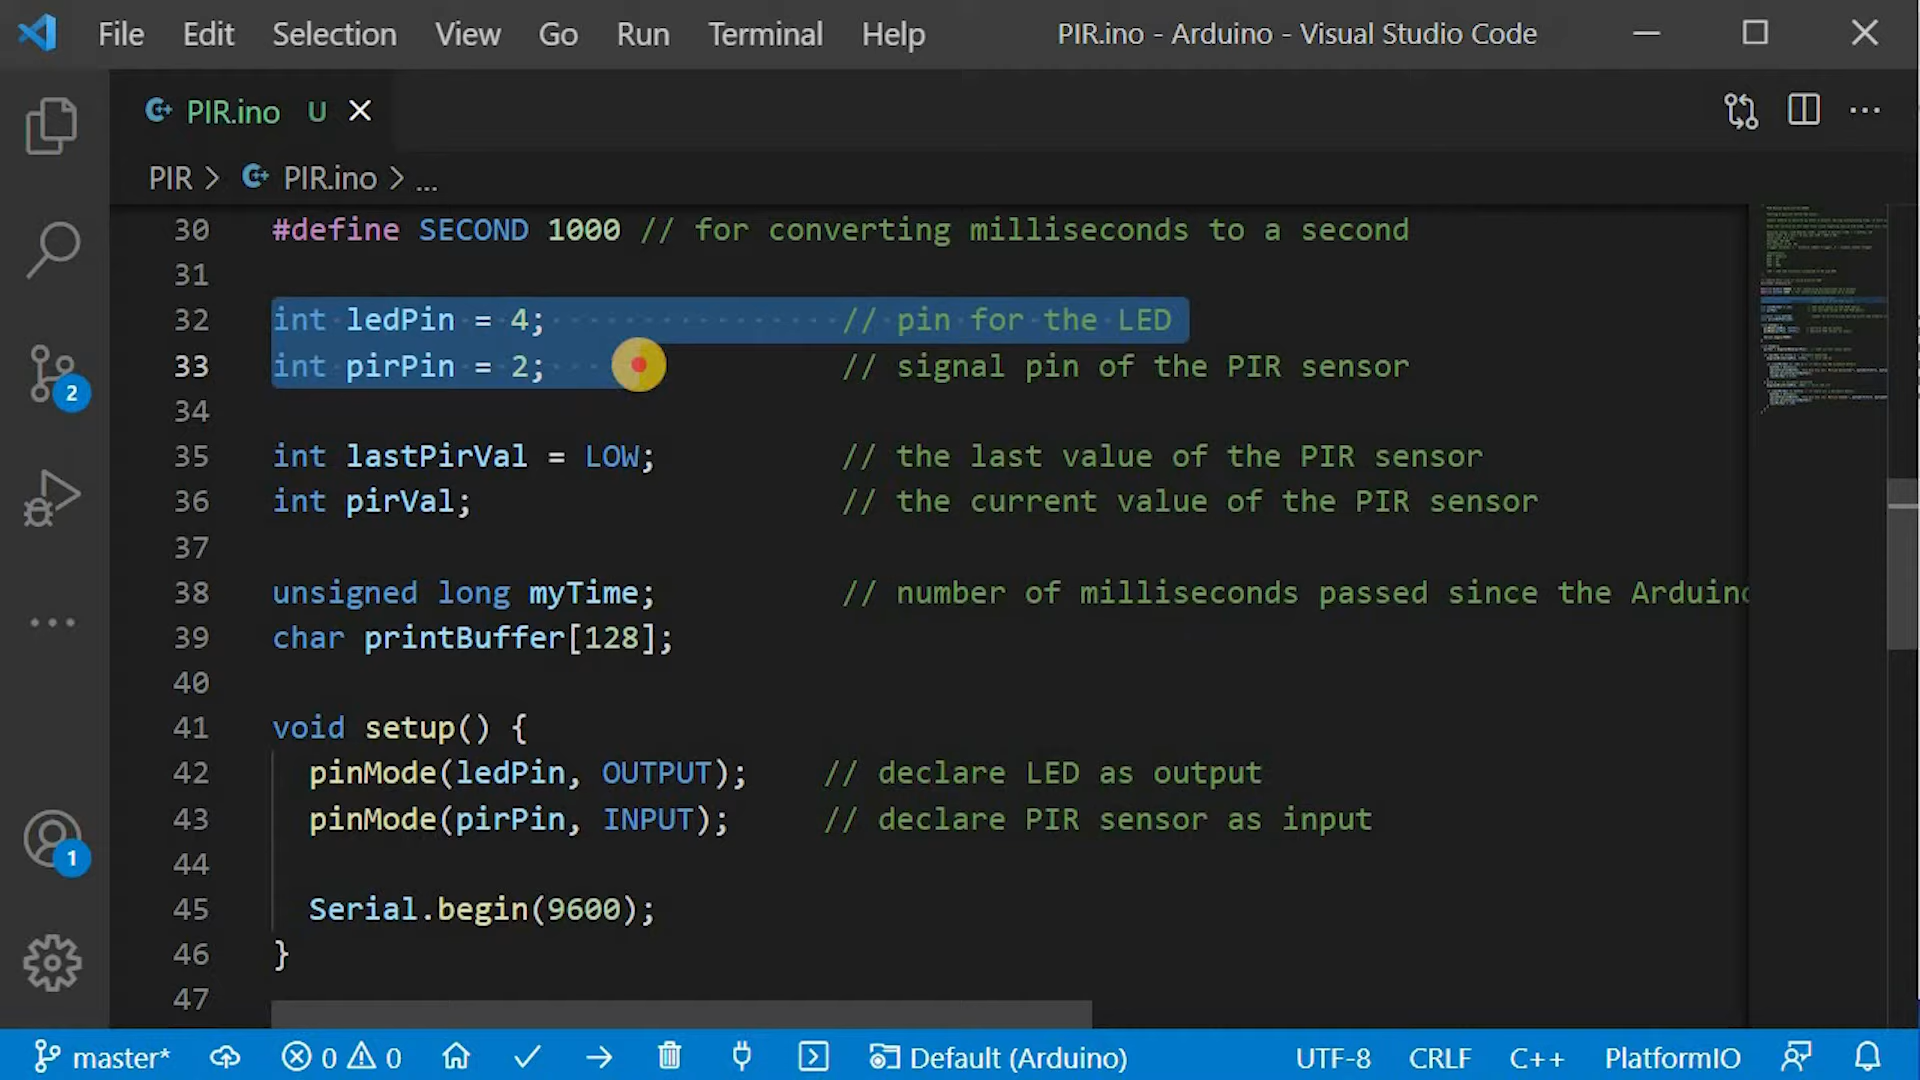 File Edit Selection View Go Run Terminal Help PIR.ino - Arduino - Visual Studio Code
PIR.ino U
PIR > PIR.ino > ...
30 #define SECOND 1000 // for converting milliseconds to a second
31
32 int ledPin = 4; // pin for the LED
33 int pirPin = 2; // signal pin of the PIR sensor
34
35 int lastPirVal = LOW; // the last value of the PIR sensor
36 int pirVal; // the current value of the PIR sensor
37
38 unsigned long myTime; // number of milliseconds passed since the Arduino
39 char printBuffer[128];
40
41 void setup() {
42 pinMode(ledPin, OUTPUT); // declare LED as output
43 pinMode(pirPin, INPUT); // declare PIR sensor as input
44
45 Serial.begin(9600);
46 }
47
2
1
master* 0 0 Default (Arduino) UTF-8 CRLF C++ PlatformIO